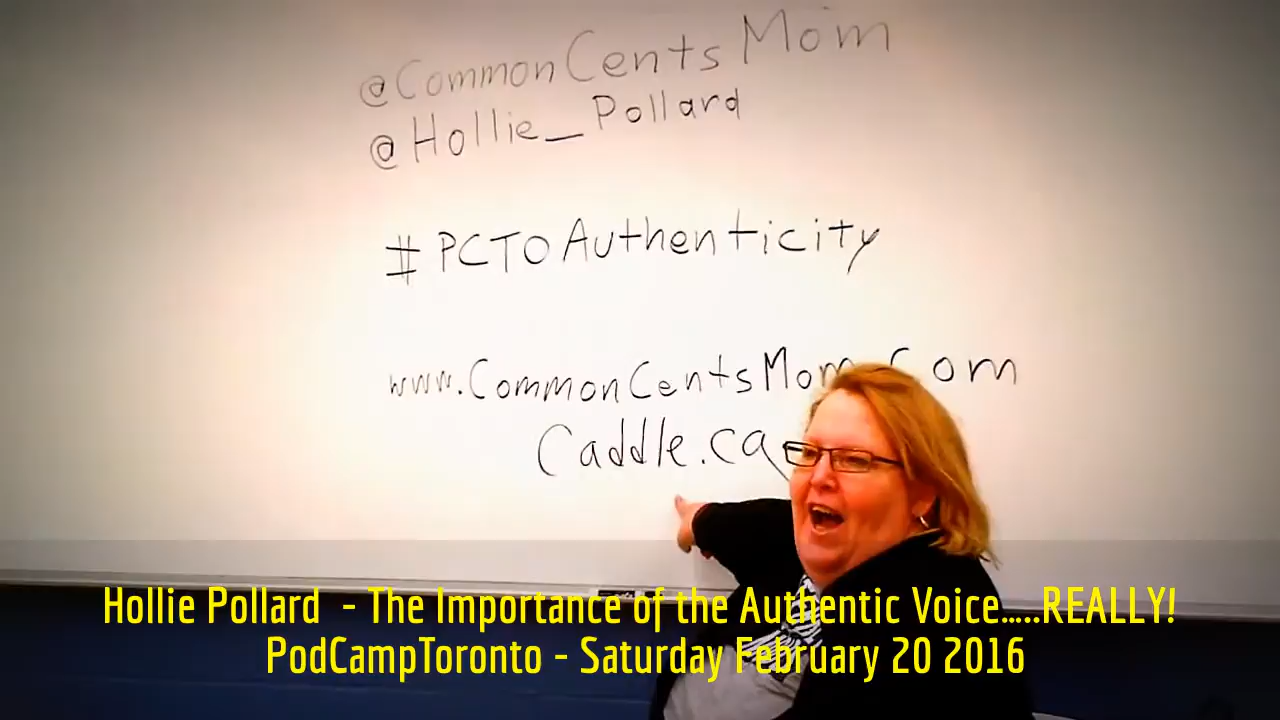 @CommonCentsMom
@Hollie_Pollard
#PCTOAuthenticity
www.CommonCentsMom.com
Caddle.ca
Hollie Pollard - The Importance of the Authentic Voice.....REALLY!
PodCampToronto - Saturday February 20 2016